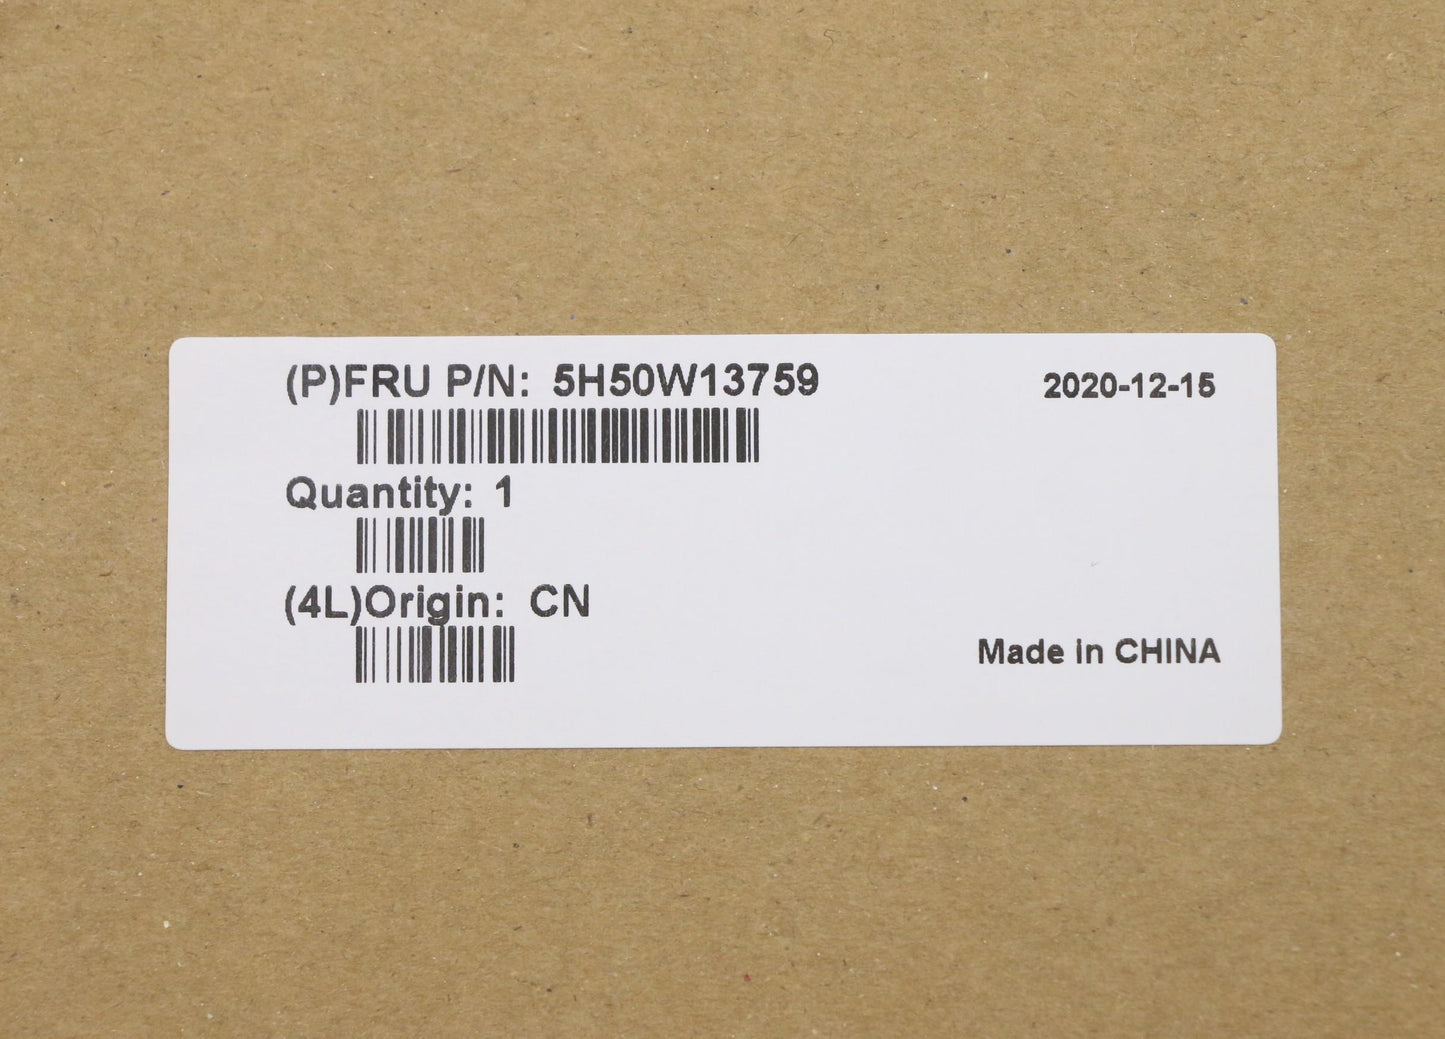 (P)FRU P/N: 5H50W13759
2020-12-15
Quantity: 1
(4L)Origin: CN
Made in CHINA